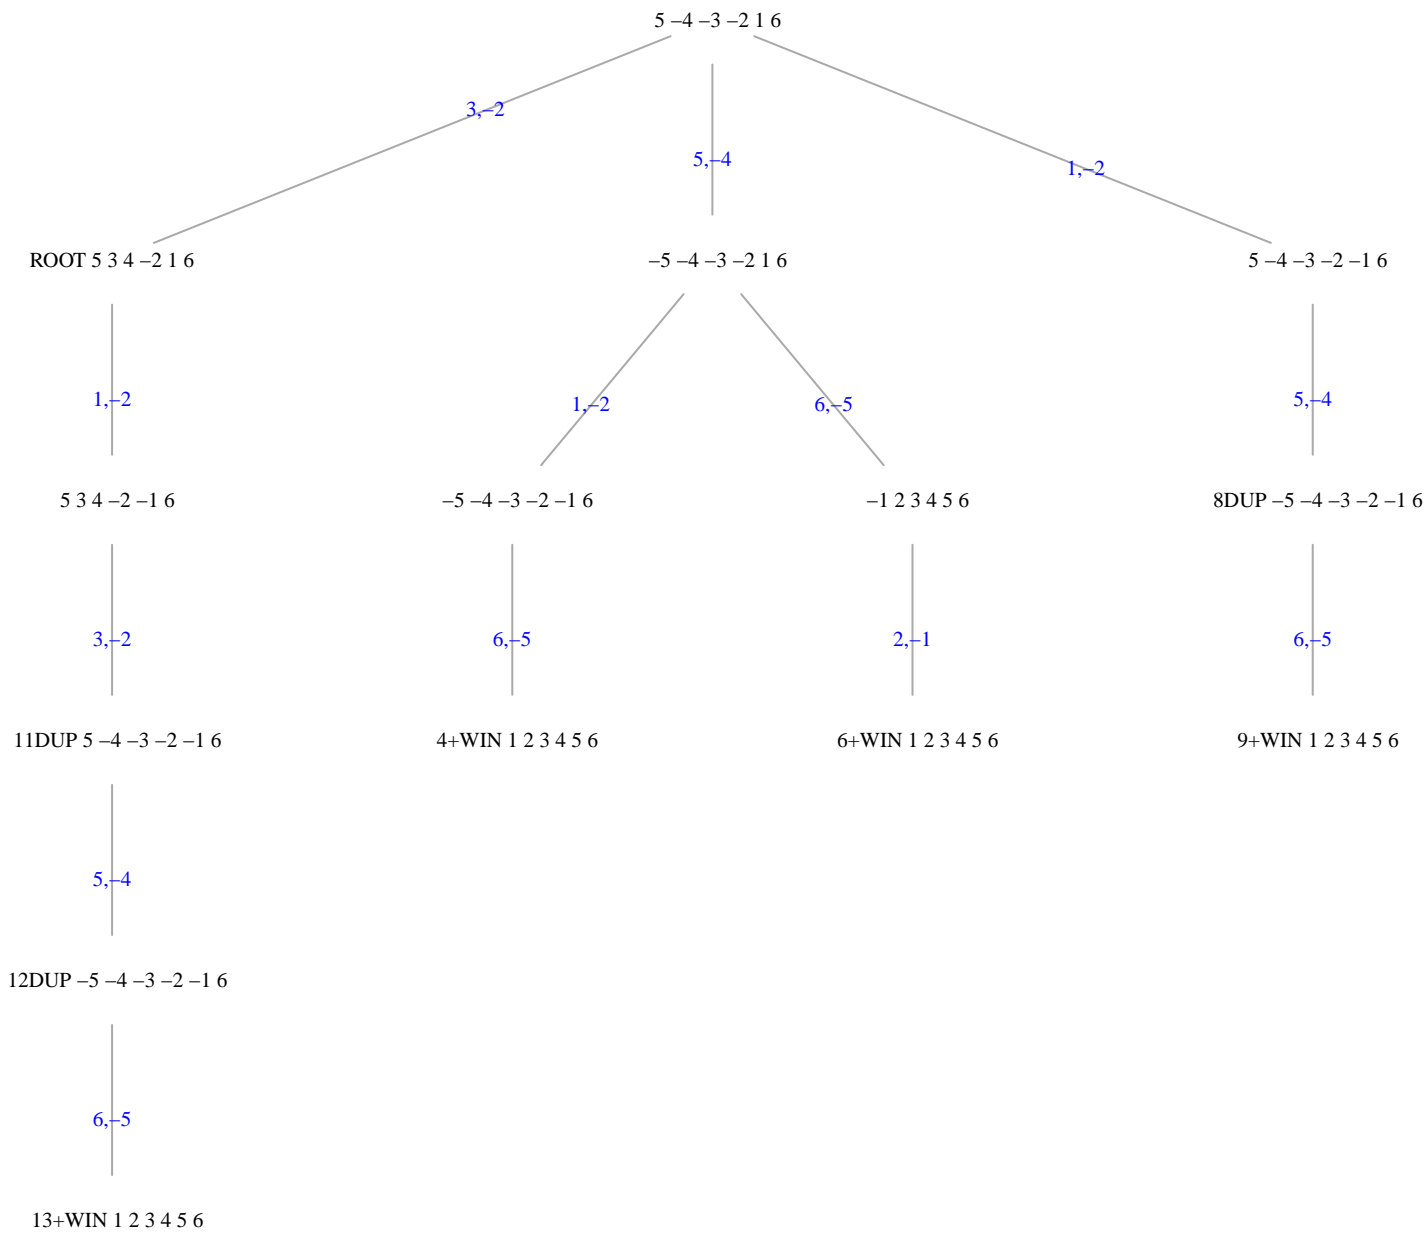 5 –4 –3 –2 1 6
3,–2
5,–4
1,–2
ROOT 5 3 4 –2 1 6
–5 –4 –3 –2 1 6
5 –4 –3 –2 –1 6
1,–2
1,–2
6,–5
5,–4
5 3 4 –2 –1 6
–5 –4 –3 –2 –1 6
–1 2 3 4 5 6
8DUP –5 –4 –3 –2 –1 6
3,–2
6,–5
2,–1
6,–5
11DUP 5 –4 –3 –2 –1 6
4+WIN 1 2 3 4 5 6
6+WIN 1 2 3 4 5 6
9+WIN 1 2 3 4 5 6
5,–4
12DUP –5 –4 –3 –2 –1 6
6,–5
13+WIN 1 2 3 4 5 6